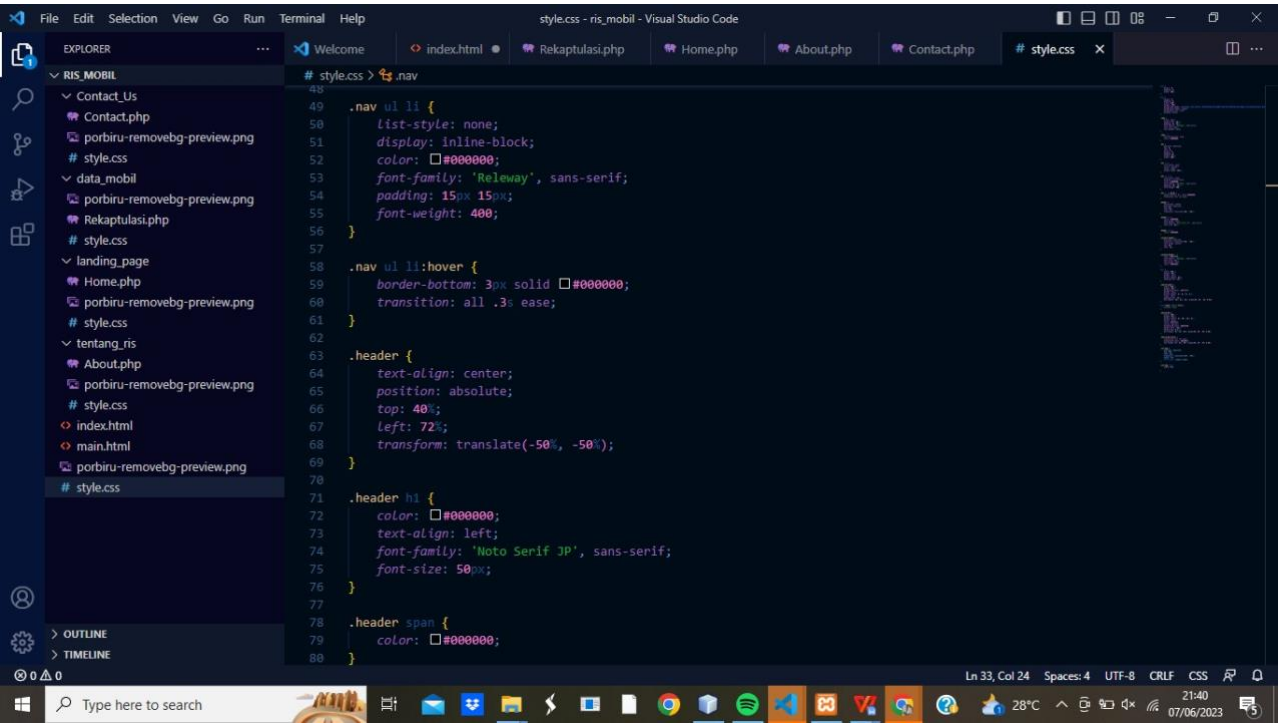 File Edit Selection View Go Run Terminal Help
style.css - ris_mobil - Visual Studio Code
EXPLORER
Welcome
index.html
Rekaptulasi.php
Home.php
About.php
Contact.php
# style.css
RIS_MOBIL
Contact_Us
Contact.php
porbiru-removebg-preview.png
# style.css
data_mobil
porbiru-removebg-preview.png
Rekaptulasi.php
# style.css
landing_page
Home.php
porbiru-removebg-preview.png
# style.css
tentang_ris
About.php
porbiru-removebg-preview.png
# style.css
index.html
main.html
porbiru-removebg-preview.png
# style.css
OUTLINE
TIMELINE
# style.css > .nav
48
49 .nav ul li {
50 list-style: none;
51 display: inline-block;
52 color: #000000;
53 font-family: 'Releway', sans-serif;
54 padding: 15px 15px;
55 font-weight: 400;
56 }
57
58 .nav ul li:hover {
59 border-bottom: 3px solid #000000;
60 transition: all .3s ease;
61 }
62
63 .header {
64 text-align: center;
65 position: absolute;
66 top: 40%;
67 left: 72%;
68 transform: translate(-50%, -50%);
69 }
70
71 .header h1 {
72 color: #000000;
73 text-align: left;
74 font-family: 'Noto Serif JP', sans-serif;
75 font-size: 50px;
76 }
77
78 .header span {
79 color: #000000;
80 }
0 0
Ln 33, Col 24 Spaces: 4 UTF-8 CRLF CSS
Type here to search
28°C
21:40
07/06/2023